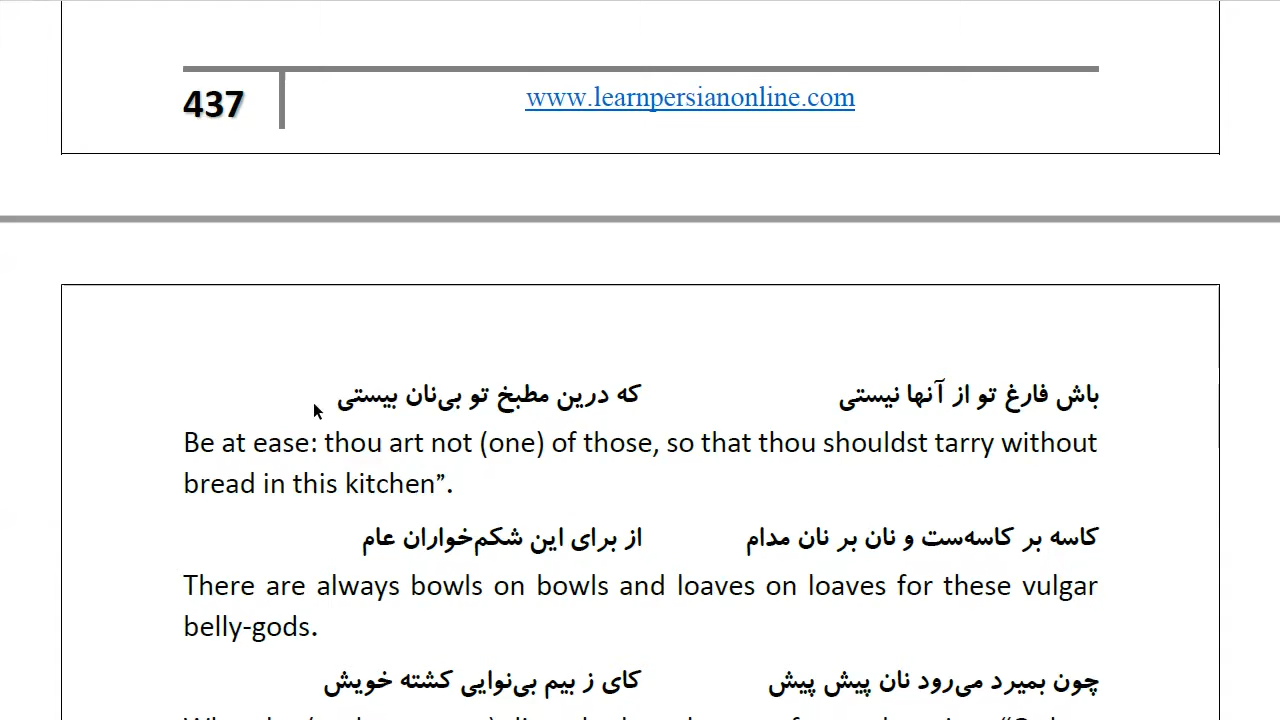 437
www.learnpersianonline.com
باش فارغ تو از آنها نیستی که درین مطبخ تو بی‌نان بیستی
Be at ease: thou art not (one) of those, so that thou shouldst tarry without
bread in this kitchen”.
کاسه بر کاسه‌ست و نان بر نان مدام از برای این شکم‌خواران عام
There are always bowls on bowls and loaves on loaves for these vulgar
belly-gods.
چون بمیرد می‌رود نان پیش پیش کای ز بیم بی‌نوایی کشته خویش